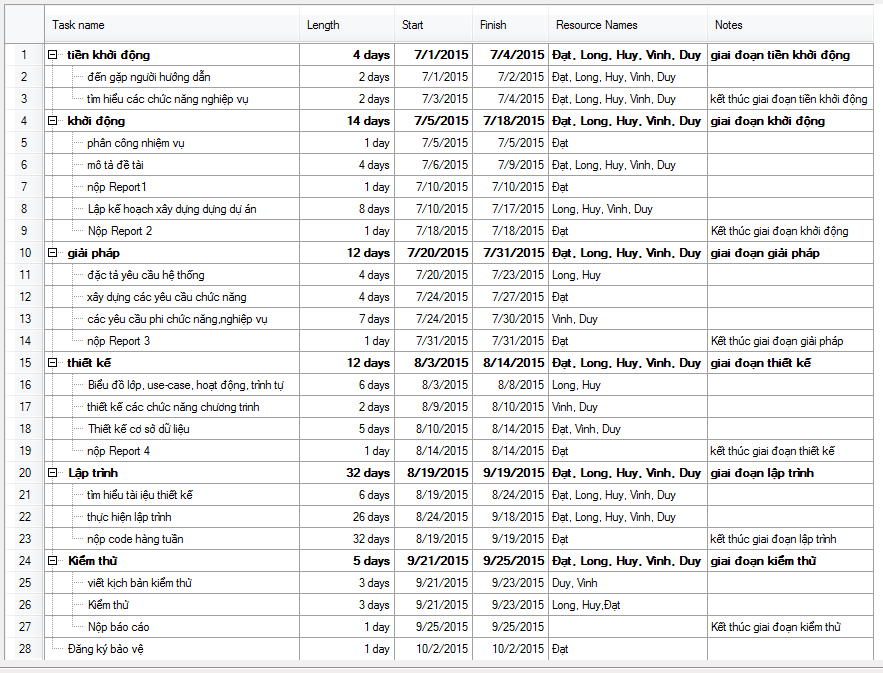 Task name Length Start Finish Resource Names Notes
1 tiền khởi động 4 days 7/1/2015 7/4/2015 Đạt, Long, Huy, Vinh, Duy giai đoạn tiền khởi động
2 đến gặp người hướng dẫn 2 days 7/1/2015 7/2/2015 Đạt, Long, Huy, Vinh, Duy
3 tìm hiểu các chức năng nghiệp vụ 2 days 7/3/2015 7/4/2015 Đạt, Long, Huy, Vinh, Duy kết thúc giai đoạn tiền khởi động
4 khởi động 14 days 7/5/2015 7/18/2015 Đạt, Long, Huy, Vinh, Duy giai đoạn khởi động
5 phân công nhiệm vụ 1 day 7/5/2015 7/5/2015 Đạt
6 mô tả đề tài 4 days 7/6/2015 7/9/2015 Đạt, Long, Huy, Vinh, Duy
7 nộp Report1 1 day 7/10/2015 7/10/2015 Đạt
8 Lập kế hoạch xây dựng dựng dự án 8 days 7/10/2015 7/17/2015 Long, Huy, Vinh, Duy
9 Nộp Report 2 1 day 7/18/2015 7/18/2015 Đạt Kết thúc giai đoạn khởi động
10 giải pháp 12 days 7/20/2015 7/31/2015 Đạt, Long, Huy, Vinh, Duy giai đoạn giải pháp
11 đặc tả yêu cầu hệ thống 4 days 7/20/2015 7/23/2015 Long, Huy
12 xây dựng các yêu cầu chức năng 4 days 7/24/2015 7/27/2015 Đạt
13 các yêu cầu phi chức năng,nghiệp vụ 7 days 7/24/2015 7/30/2015 Vinh, Duy
14 nộp Report 3 1 day 7/31/2015 7/31/2015 Đạt Kết thúc giai đoạn giải pháp
15 thiết kế 12 days 8/3/2015 8/14/2015 Đạt, Long, Huy, Vinh, Duy giai đoạn thiết kế
16 Biểu đồ lớp, use-case, hoạt động, trình tự 6 days 8/3/2015 8/8/2015 Long, Huy
17 thiết kế các chức năng chương trinh 2 days 8/9/2015 8/10/2015 Vinh, Duy
18 Thiết kế cơ sở dữ liệu 5 days 8/10/2015 8/14/2015 Đạt, Vinh, Duy
19 nộp Report 4 1 day 8/14/2015 8/14/2015 Đạt kết thúc giai đoạn thiết kế
20 Lập trình 32 days 8/19/2015 9/19/2015 Đạt, Long, Huy, Vinh, Duy giai đoạn lập trình
21 tìm hiểu tài iệu thiết kế 6 days 8/19/2015 8/24/2015 Đạt, Long, Huy, Vinh, Duy
22 thực hiện lập trình 26 days 8/24/2015 9/18/2015 Đạt, Long, Huy, Vinh, Duy
23 nộp code hàng tuần 32 days 8/19/2015 9/19/2015 Đạt kết thúc giai đoạn lập trình
24 Kiểm thử 5 days 9/21/2015 9/25/2015 Đạt, Long, Huy, Vinh, Duy giai đoạn kiểm thử
25 viết kịch bản kiểm thử 3 days 9/21/2015 9/23/2015 Duy, Vinh
26 Kiểm thử 3 days 9/21/2015 9/23/2015 Long, Huy,Đạt
27 Nộp báo cáo 1 day 9/25/2015 9/25/2015 Kết thúc giai đoạn kiểm thử
28 Đăng ký bảo vệ 1 day 10/2/2015 10/2/2015 Đạt